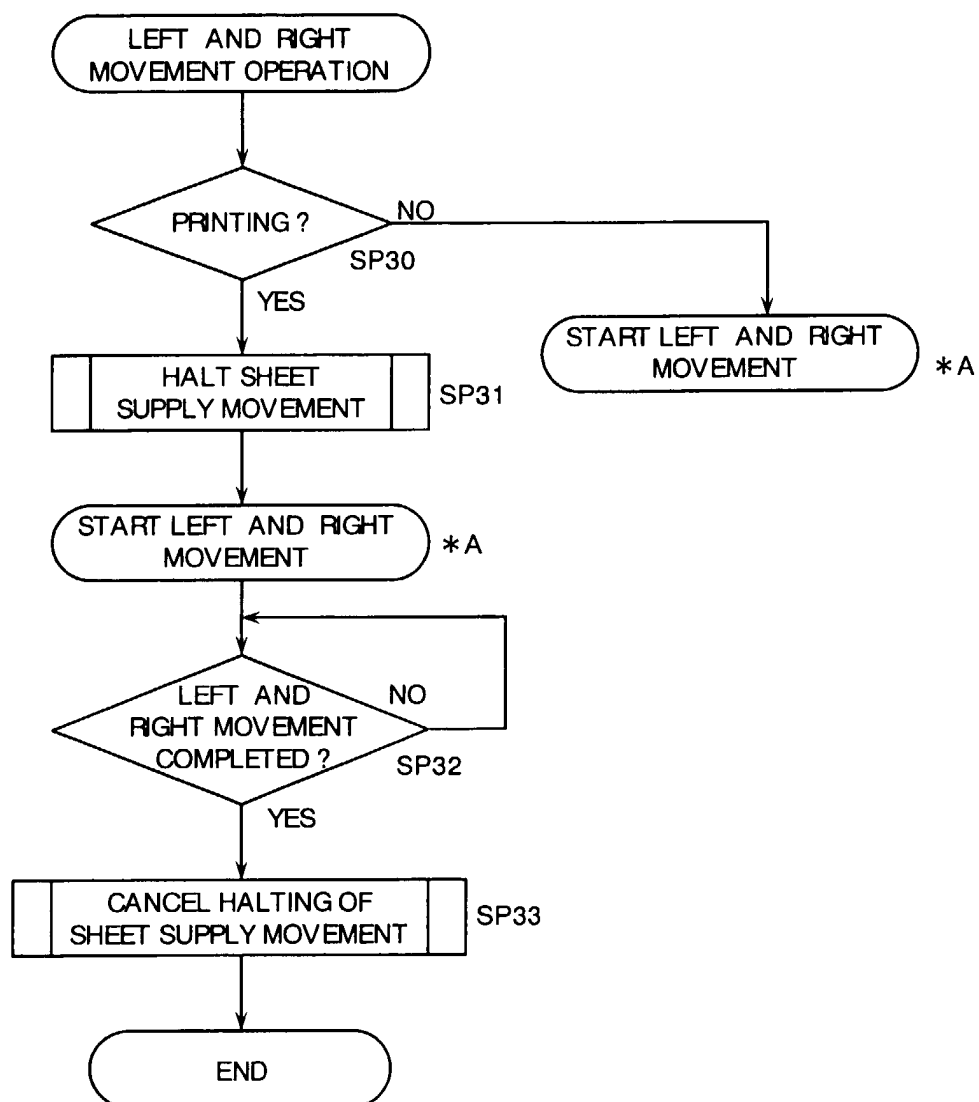 LEFT AND RIGHT
MOVEMENT OPERATION
PRINTING ?
NO
SP30
YES
START LEFT AND RIGHT
MOVEMENT
*A
HALT SHEET
SUPPLY MOVEMENT
SP31
START LEFT AND RIGHT
MOVEMENT
*A
LEFT AND
RIGHT MOVEMENT
COMPLETED ?
NO
SP32
YES
CANCEL HALTING OF
SHEET SUPPLY MOVEMENT
SP33
END